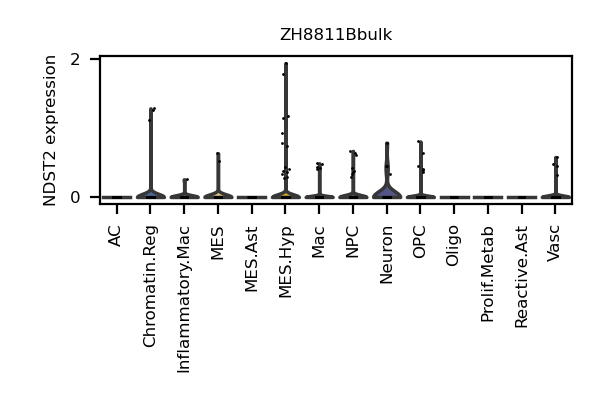 ZH8811Bbulk
NDST2 expression
2
0
AC
Chromatin.Reg
Inflammatory.Mac
MES
MES.Ast
MES.Hyp
Mac
NPC
Neuron
OPC
Oligo
Prolif.Metab
Reactive.Ast
Vasc